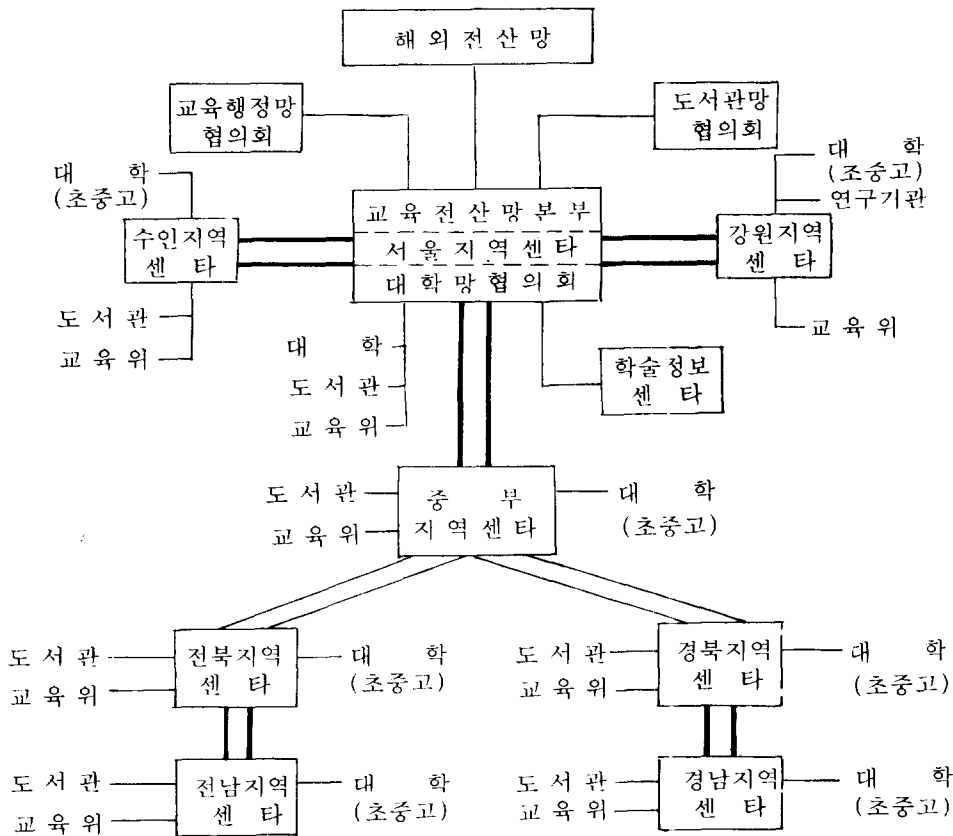 해외전산망
교육행정망
협의회
도서관망
협의회
대 학
(초중고)
대 학
(조중고)
연구기관
교육전산망본부
서울지역센타
대학망협의회
수인지역
센 타
강원지역
센 타
도서관
교육위
대 학
도서관
교육위
교육위
학술정보
센 타
도서관
교육위
중 부
지역센타
대 학
(초중고)
도서관
교육위
전북지역
센 타
대 학
(초중고)
도서관
교육위
경북지역
센 타
대 학
(초중고)
도서관
교육위
전남지역
센 타
대 학
(초중고)
도서관
교육위
경남지역
센 타
대 학
(초중고)